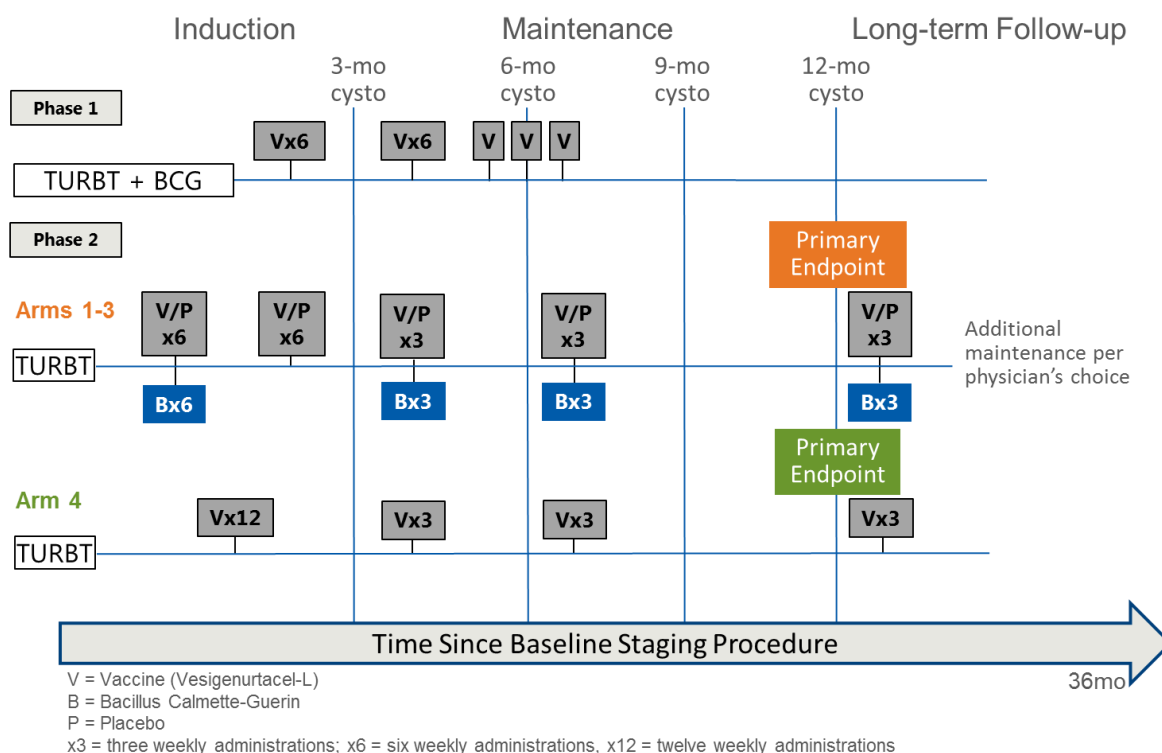 Induction
Maintenance
Long-term Follow-up
3-mo
cysto
6-mo
cysto
9-mo
cysto
12-mo
cysto
Phase 1
Vx6
Vx6
V
V
V
TURBT + BCG
Phase 2
Primary
Endpoint
Arms 1-3
V/P
x6
V/P
x6
V/P
x3
V/P
x3
V/P
x3
Additional
maintenance per
physician's choice
TURBT
Bx6
Bx3
Bx3
Bx3
Primary
Endpoint
Arm 4
Vx12
Vx3
Vx3
Vx3
TURBT
Time Since Baseline Staging Procedure
36mo
V = Vaccine (Vesigenurtacel-L)
B = Bacillus Calmette-Guerin
P = Placebo
x3 = three weekly administrations; x6 = six weekly administrations, x12 = twelve weekly administrations